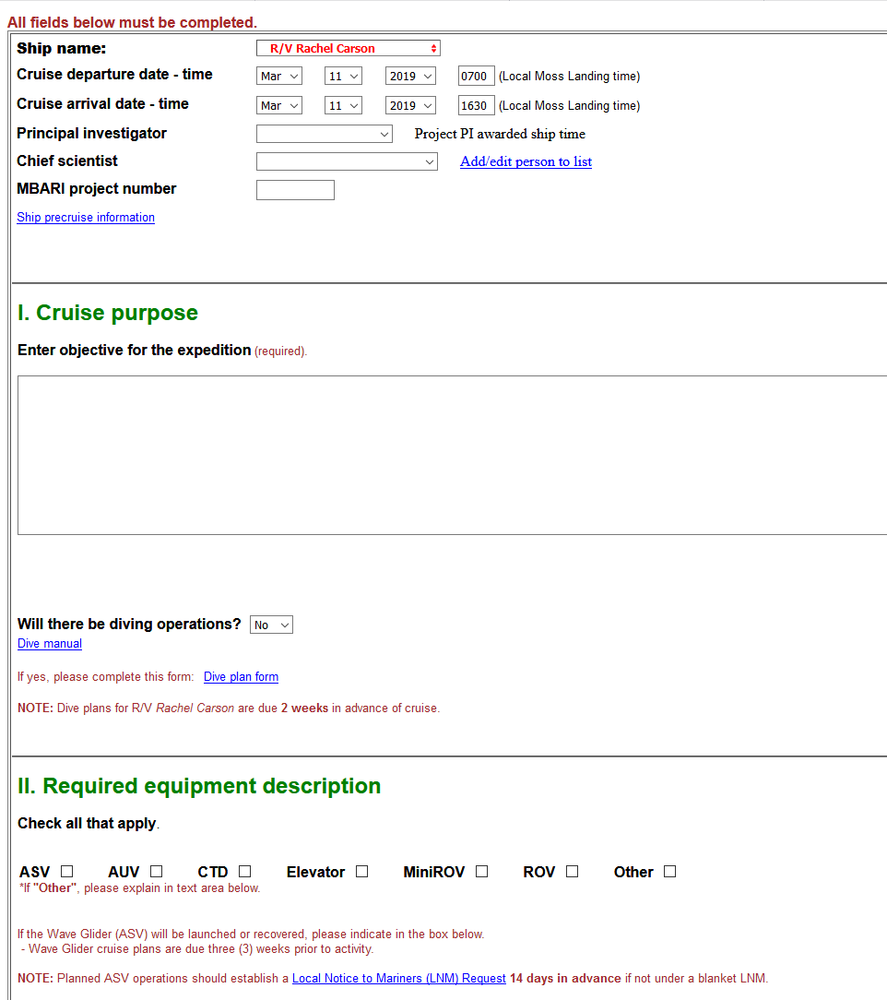 All fields below must be completed.
Ship name: R/V Rachel Carson
Cruise departure date - time Mar 11 2019 0700 (Local Moss Landing time)
Cruise arrival date - time Mar 11 2019 1630 (Local Moss Landing time)
Principal investigator Project PI awarded ship time
Chief scientist Add/edit person to list
MBARI project number
Ship precruise information
I. Cruise purpose
Enter objective for the expedition (required).
Will there be diving operations? No
Dive manual
If yes, please complete this form: Dive plan form
NOTE: Dive plans for R/V Rachel Carson are due 2 weeks in advance of cruise.
II. Required equipment description
Check all that apply.
ASV AUV CTD Elevator MiniROV ROV Other
*If "Other", please explain in text area below.
If the Wave Glider (ASV) will be launched or recovered, please indicate in the box below.
- Wave Glider cruise plans are due three (3) weeks prior to activity.
NOTE: Planned ASV operations should establish a Local Notice to Mariners (LNM) Request 14 days in advance if not under a blanket LNM.